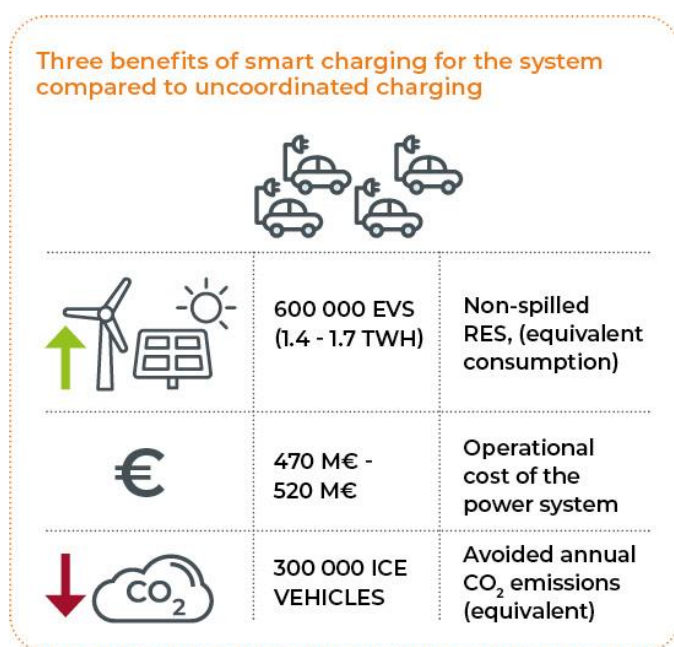 Three benefits of smart charging for the system
compared to uncoordinated charging
600 000 EVS
(1.4 - 1.7 TWH)
Non-spilled
RES, (equivalent
consumption)
€
470 M€ -
520 M€
Operational
cost of the
power system
CO₂
300 000 ICE
VEHICLES
Avoided annual
CO₂ emissions
(equivalent)